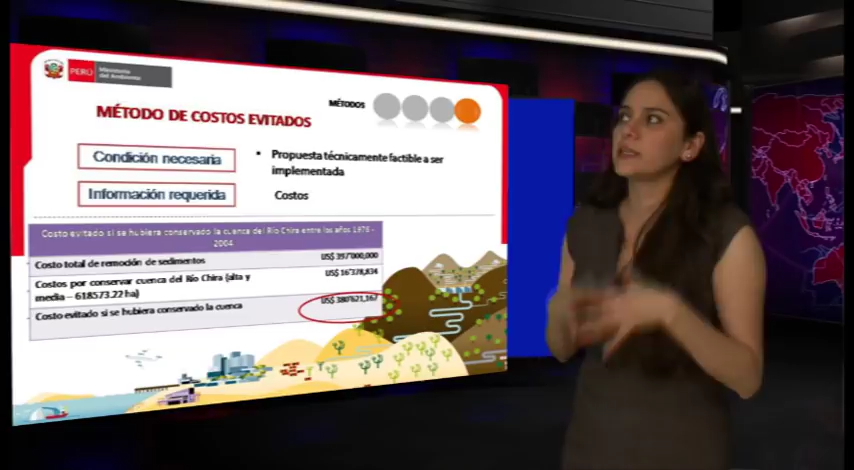 PERÚ Ministerio
del Ambiente
MÉTODOS
MÉTODO DE COSTOS EVITADOS
Condición necesaria
• Propuesta técnicamente factible a ser
implementada
Información requerida
Costos
Costo evitado si se hubiera conservado la cuenca del Río Chira entre los años 1976 -
2004
Costo total de remoción de sedimentos US$ 397'000,000
Costos por conservar cuenca del Río Chira (alta y
media – 618573.22 ha) US$ 16'378,834
Costo evitado si se hubiera conservado la cuenca US$ 380'621,167